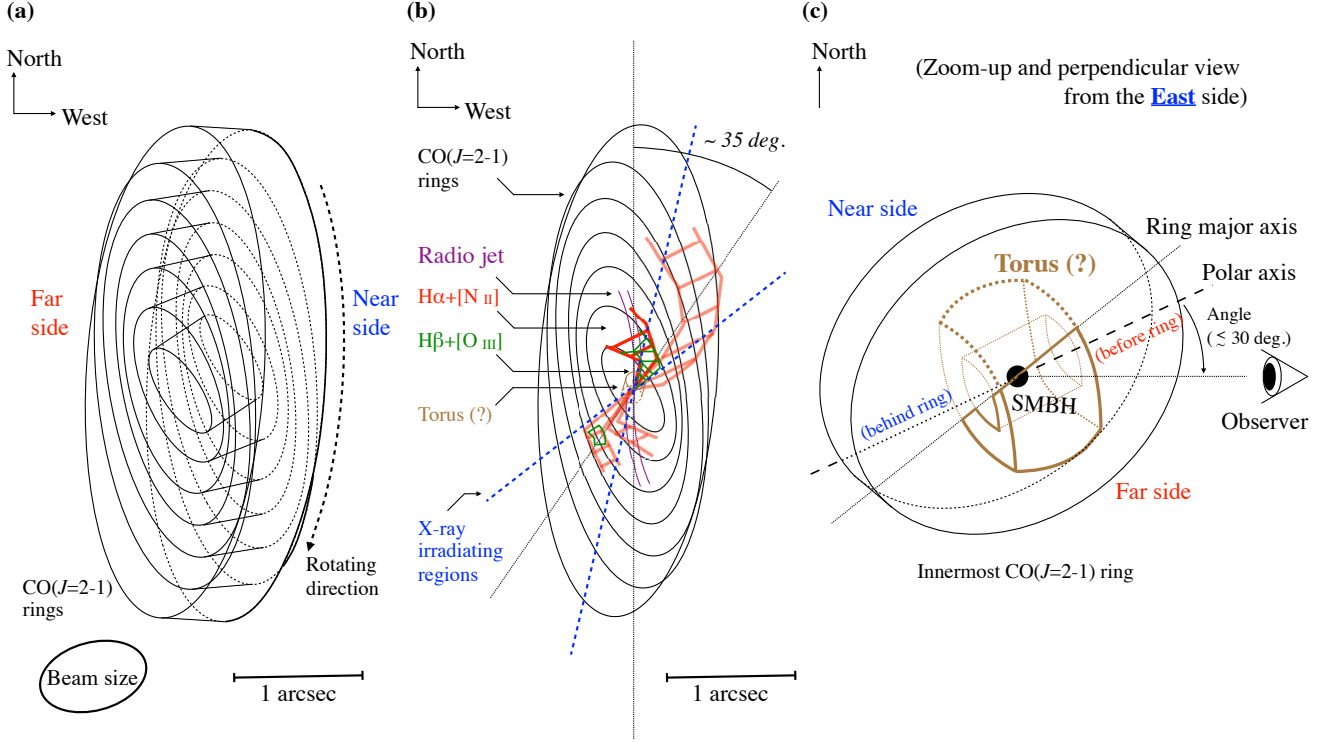 (a)
North
West
Far
side
Near
side
Rotating
direction
CO(J=2-1)
rings
Beam size
1 arcsec
(b)
North
West
~ 35 deg.
CO(J=2-1)
rings
Radio jet
Hα+[N II]
Hβ+[O III]
Torus (?)
X-ray
irradiating
regions
1 arcsec
(c)
North
(Zoom-up and perpendicular view
from the East side)
Near side
Ring major axis
Torus (?)
Polar axis
Angle
(≲ 30 deg.)
(before ring)
SMBH
(behind ring)
Observer
Far side
Innermost CO(J=2-1) ring